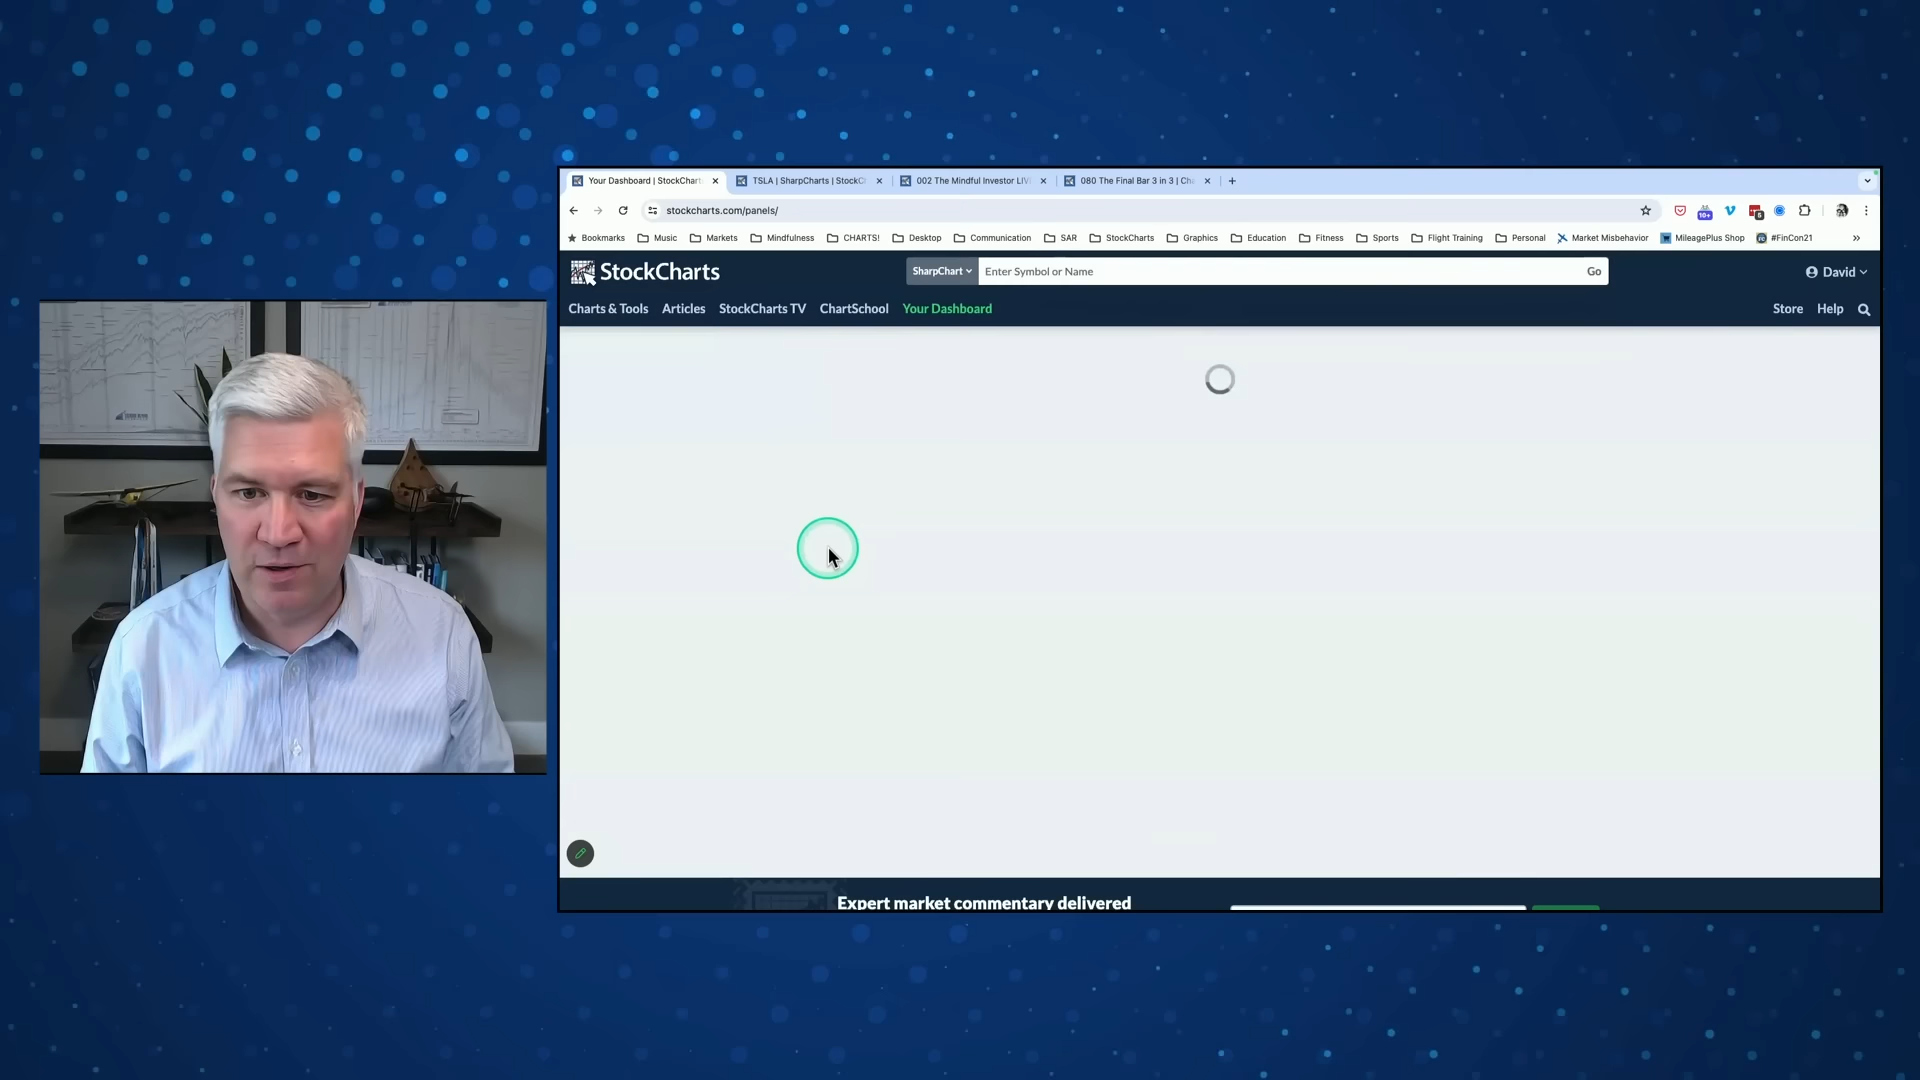 Your Dashboard | StockChart
TSLA | SharpCharts | StockC
002 The Mindful Investor LIV
080 The Final Bar 3 in 3 | Ch
stockcharts.com/panels/
10+
5
Bookmarks
Music
Markets
Mindfulness
CHARTS!
Desktop
Communication
SAR
StockCharts
Graphics
Education
Fitness
Sports
Flight Training
Personal
Market Misbehavior
MileagePlus Shop
#FinCon21
StockCharts
SharpChart
Enter Symbol or Name
Go
David
Charts & Tools
Articles
StockCharts TV
ChartSchool
Your Dashboard
Store
Help
Expert market commentary delivered